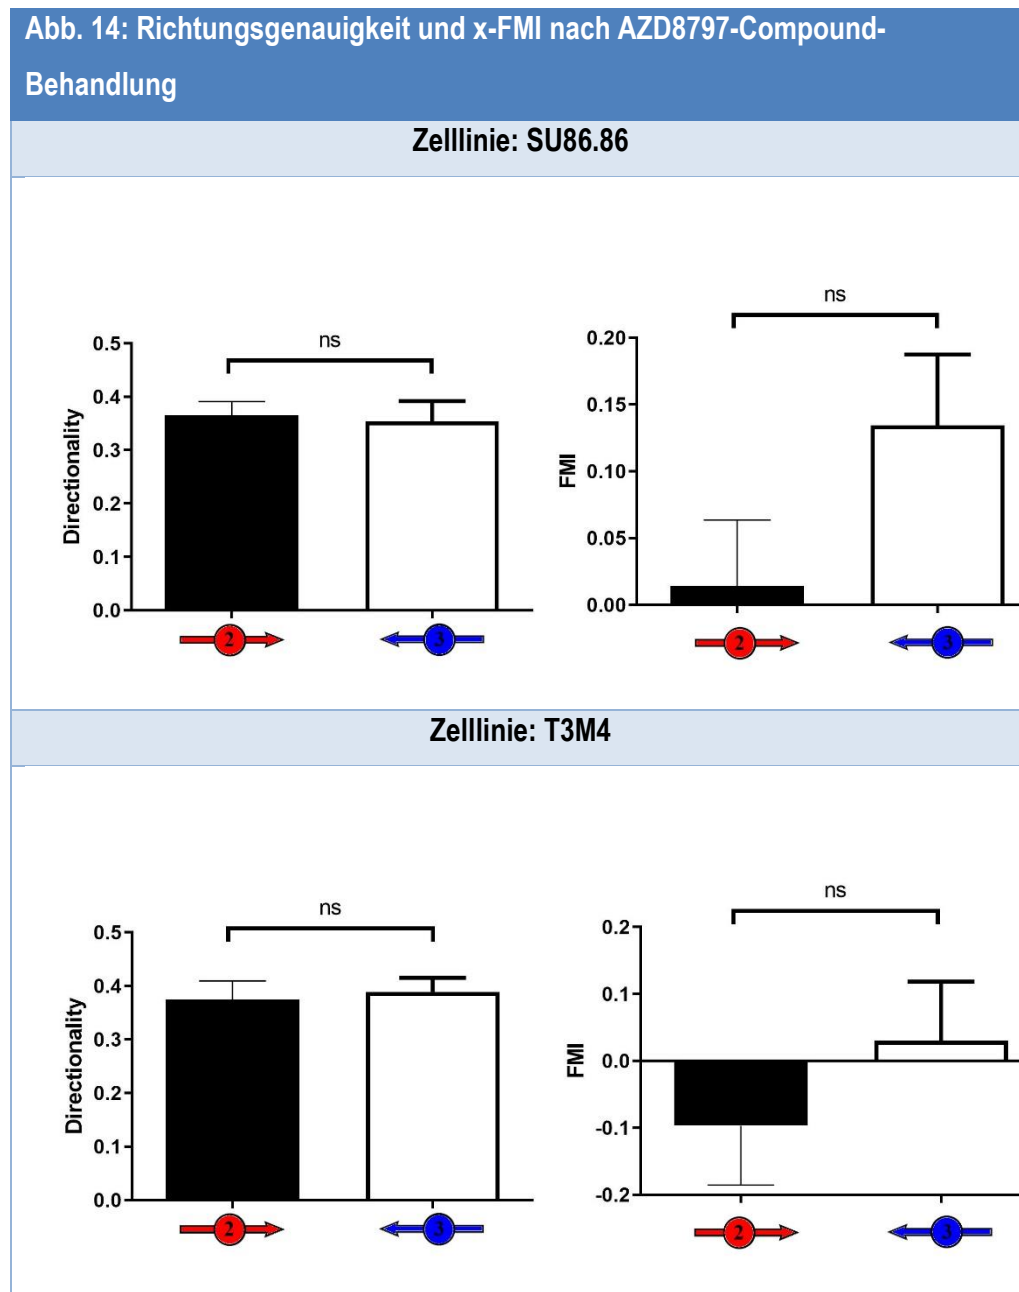 Abb. 14: Richtungsgenauigkeit und x-FMI nach AZD8797-Compound-
Behandlung
Zelllinie: SU86.86
ns
0.5
0.4
0.3
0.2
0.1
0.0
Directionality
2
3
ns
0.20
0.15
0.10
0.05
0.00
FMI
2
3
Zelllinie: T3M4
ns
0.5
0.4
0.3
0.2
0.1
0.0
Directionality
2
3
ns
0.2
0.1
0.0
-0.1
-0.2
FMI
2
3